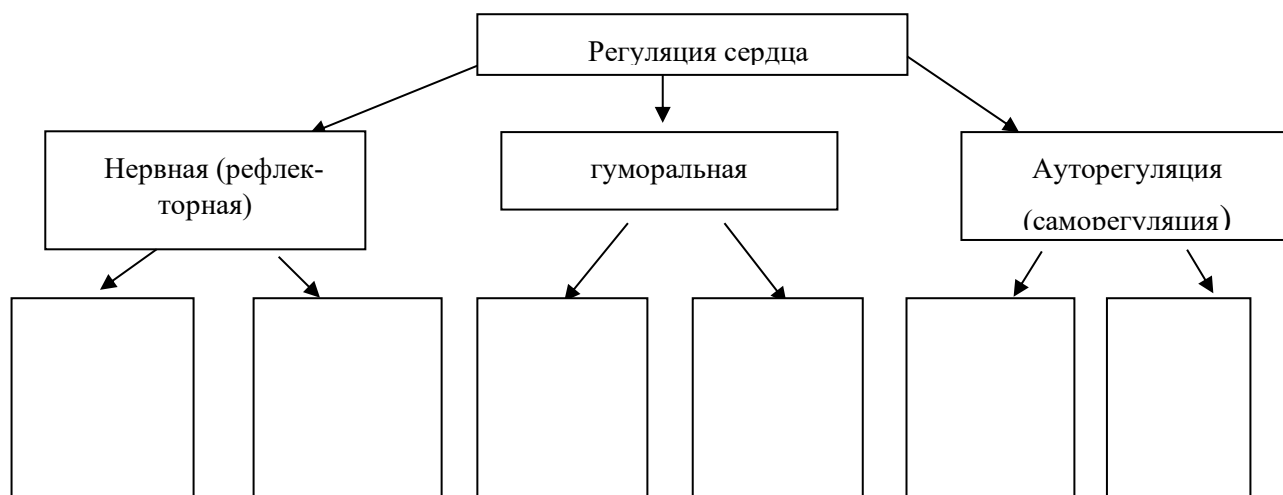 Регуляция сердца
Нервная (рефлек-
торная)
гуморальная
Ауторегуляция
(саморегуляция)